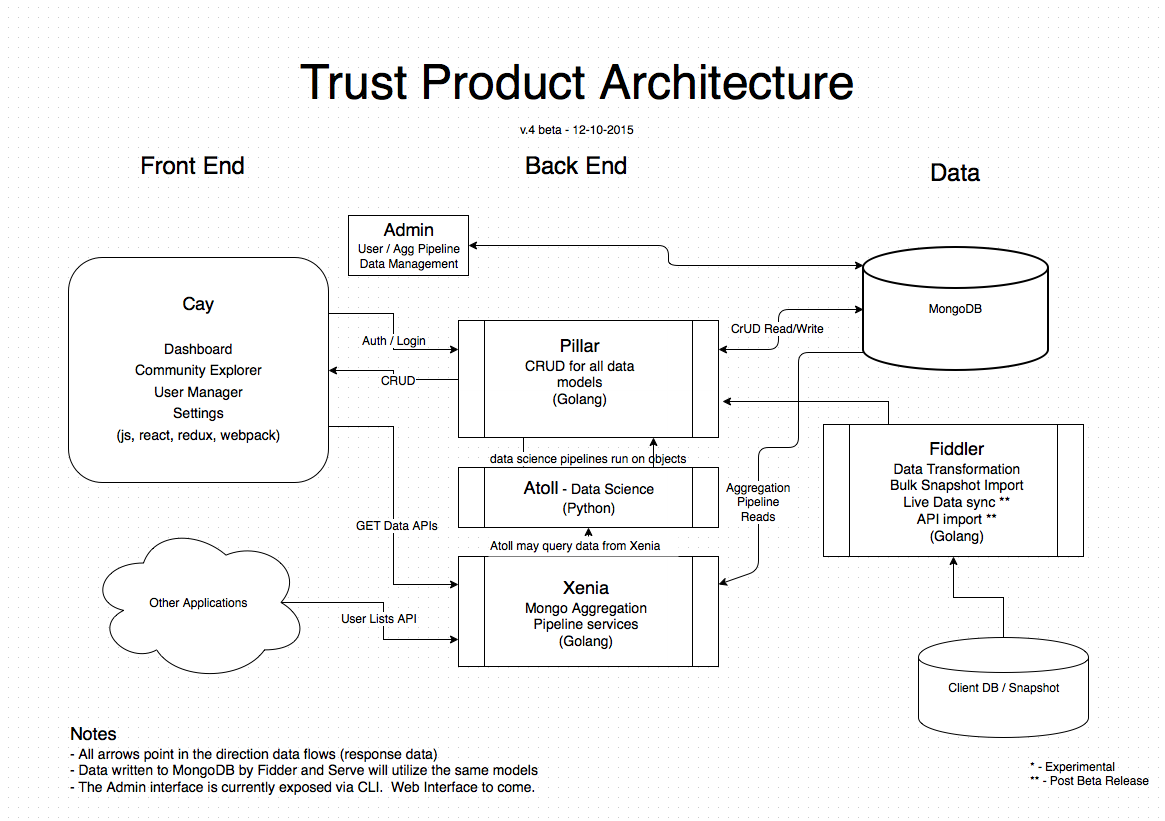 Trust Product Architecture
v.4 beta - 12-10-2015
Front End
Back End
Data
Admin
User / Agg Pipeline
Data Management
Cay
Dashboard
Community Explorer
User Manager
Settings
(js, react, redux, webpack)
Auth / Login
CRUD
Pillar
CRUD for all data
models
(Golang)
CrUD Read/Write
MongoDB
data science pipelines run on objects
Atoll - Data Science
(Python)
Atoll may query data from Xenia
Aggregation
Pipeline
Reads
Fiddler
Data Transformation
Bulk Snapshot Import
Live Data sync **
API import **
(Golang)
GET Data APIs
Xenia
Mongo Aggregation
Pipeline services
(Golang)
Other Applications
User Lists API
Client DB / Snapshot
Notes
- All arrows point in the direction data flows (response data)
- Data written to MongoDB by Fidder and Serve will utilize the same models
- The Admin interface is currently exposed via CLI.  Web Interface to come.
* - Experimental
** - Post Beta Release